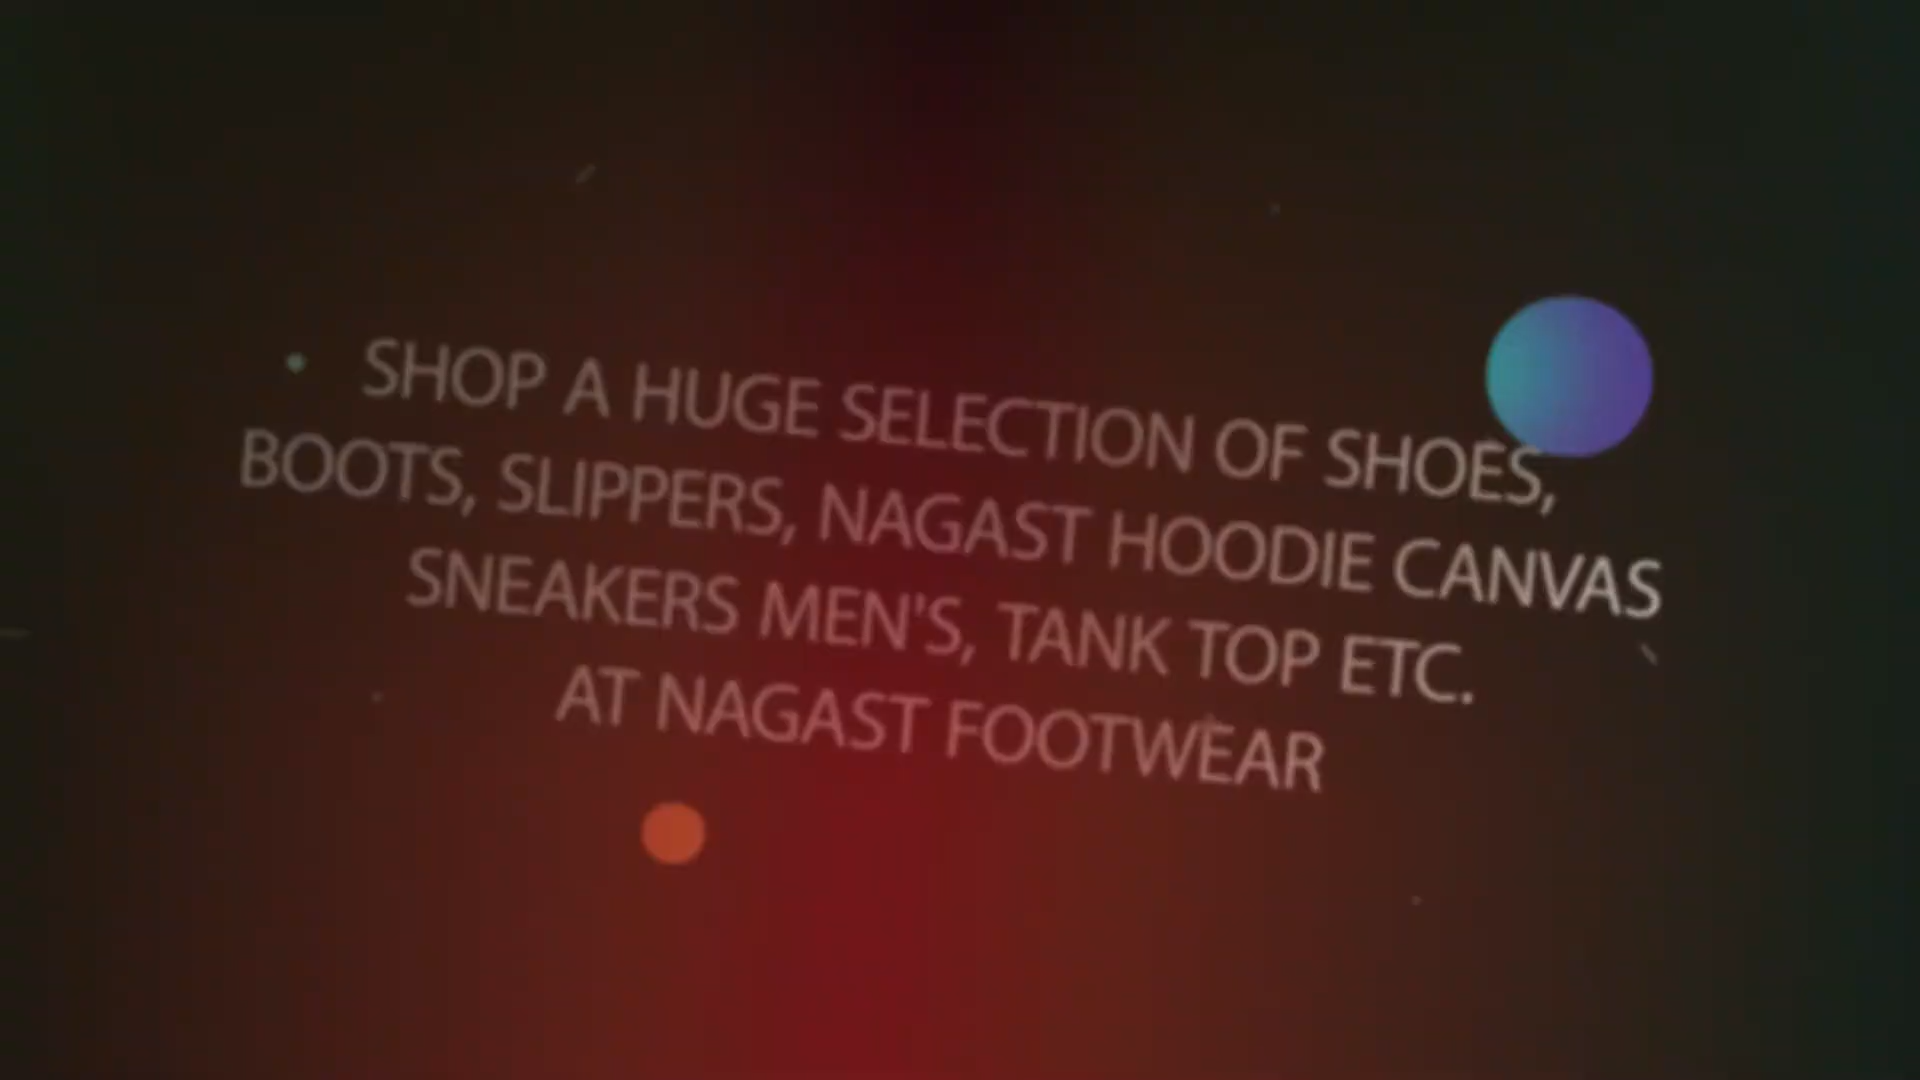 SHOP A HUGE SELECTION OF SHOES,
BOOTS, SLIPPERS, NAGAST HOODIE CANVAS
SNEAKERS MEN'S, TANK TOP ETC.
AT NAGAST FOOTWEAR